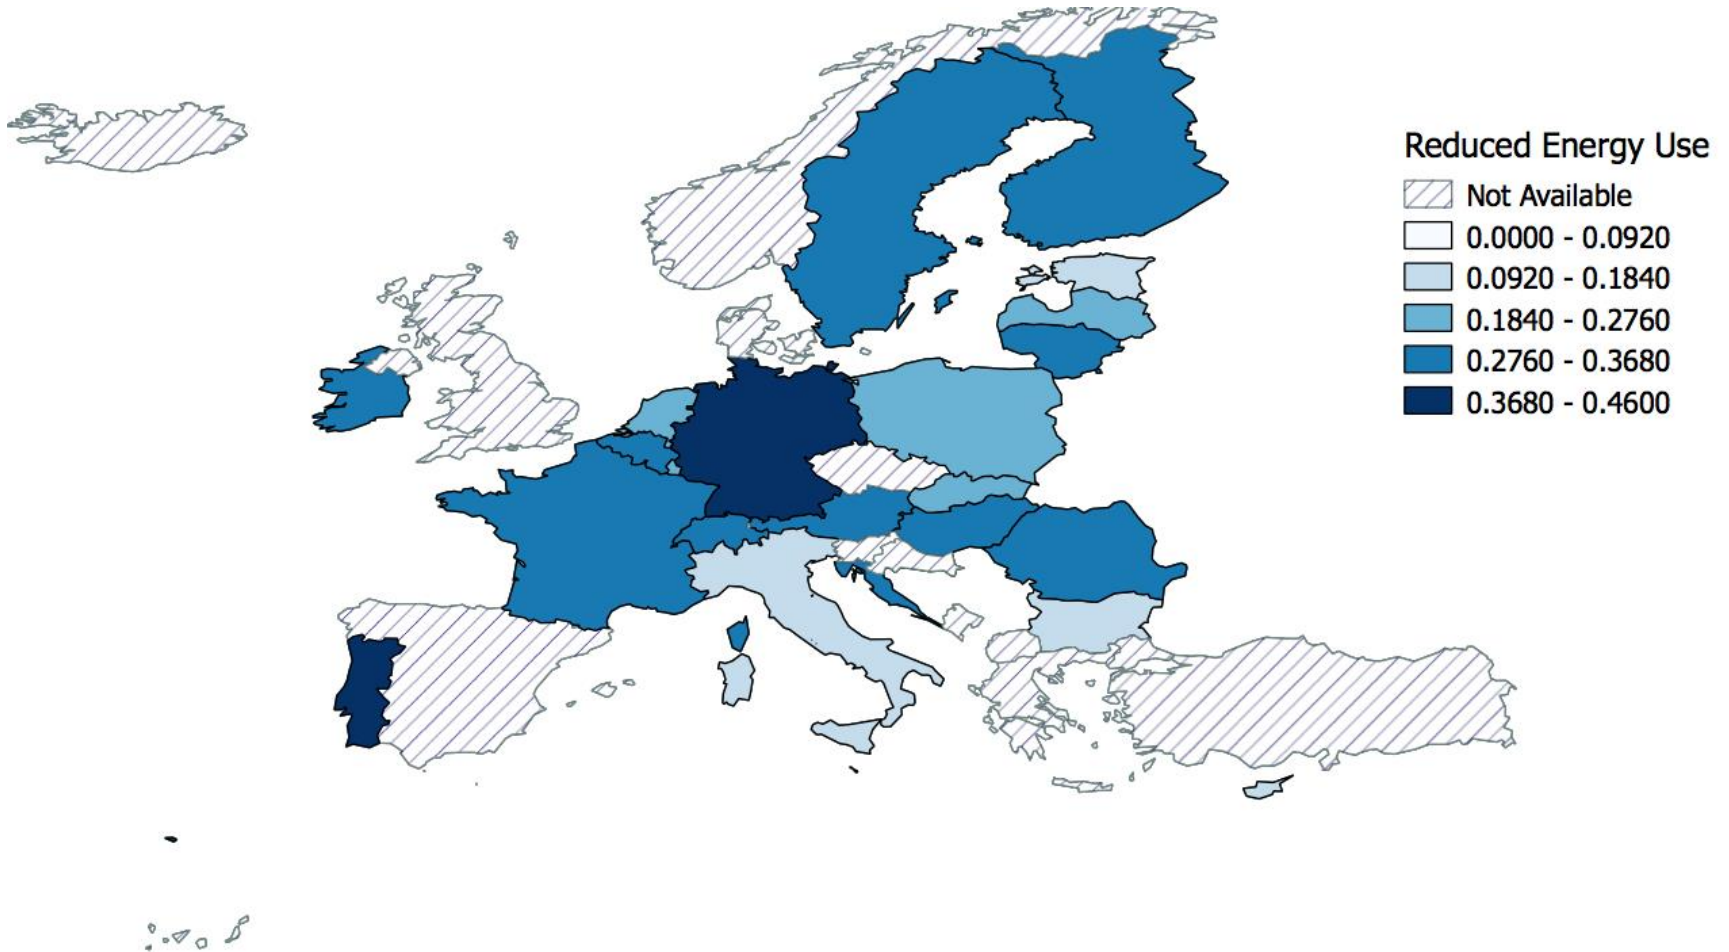 Reduced Energy Use
Not Available
0.0000 - 0.0920
0.0920 - 0.1840
0.1840 - 0.2760
0.2760 - 0.3680
0.3680 - 0.4600